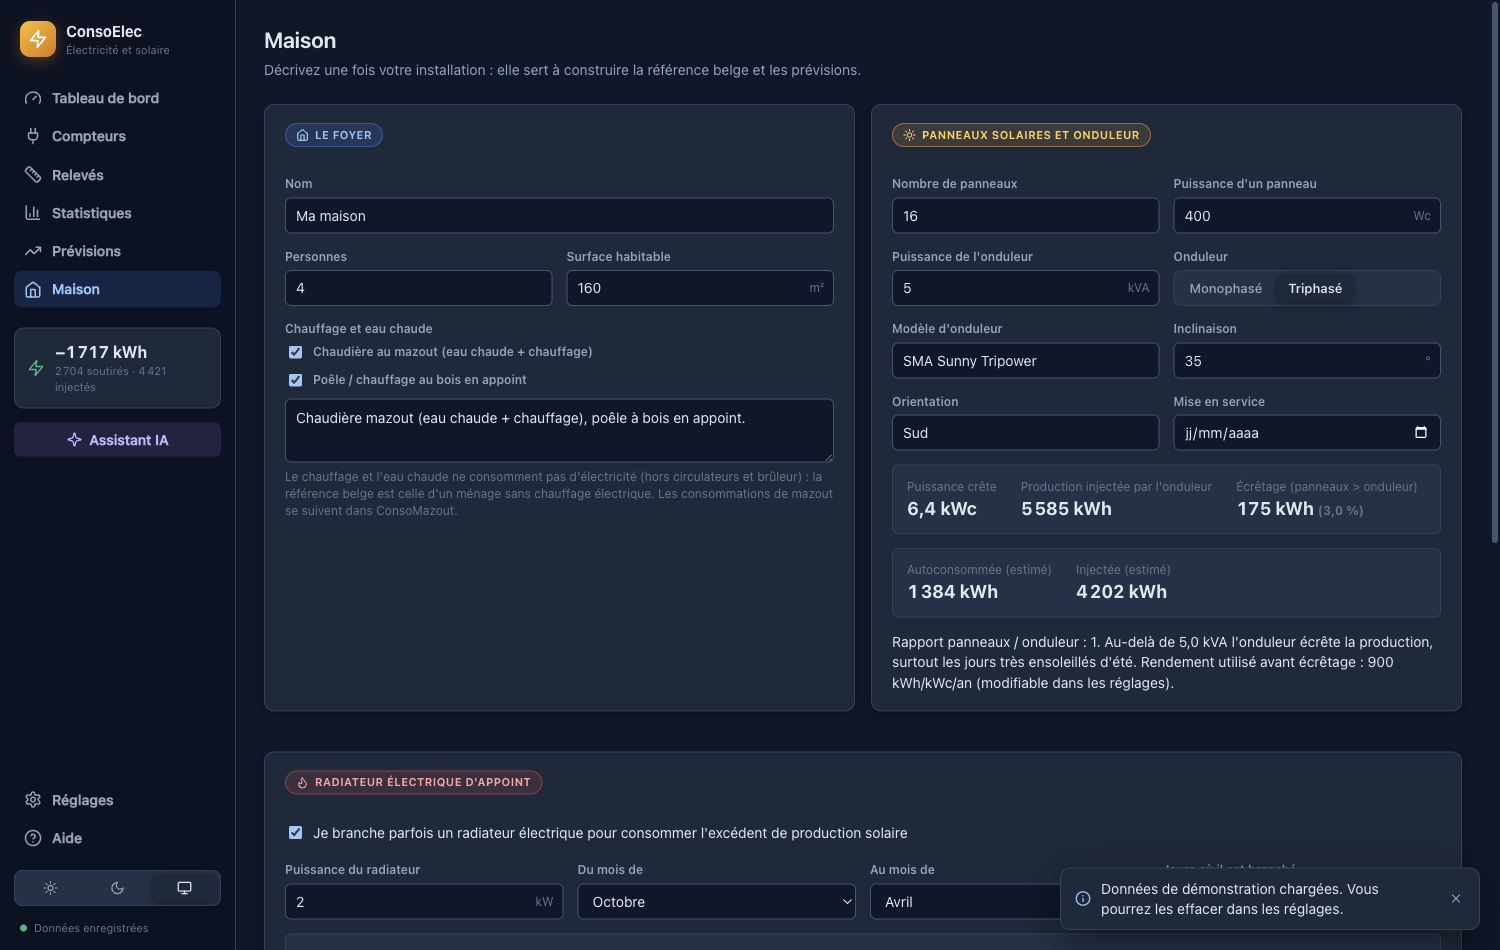 ConsoElec
Électricité et solaire
Tableau de bord
Compteurs
Relevés
Statistiques
Prévisions
Maison
−1 717 kWh
2 704 soutirés · 4 421
injectés
Assistant IA
Réglages
Aide
Données enregistrées
Maison
Décrivez une fois votre installation : elle sert à construire la référence belge et les prévisions.
LE FOYER
Nom
Ma maison
Personnes
Surface habitable
4
160 m²
Chauffage et eau chaude
Chaudière au mazout (eau chaude + chauffage)
Poêle / chauffage au bois en appoint
Chaudière mazout (eau chaude + chauffage), poêle à bois en appoint.
Le chauffage et l'eau chaude ne consomment pas d'électricité (hors circulateurs et brûleur) : la
référence belge est celle d'un ménage sans chauffage électrique. Les consommations de mazout
se suivent dans ConsoMazout.
PANNEAUX SOLAIRES ET ONDULEUR
Nombre de panneaux
Puissance d'un panneau
16
400 Wc
Puissance de l'onduleur
Onduleur
5 kVA
Monophasé Triphasé
Modèle d'onduleur
Inclinaison
SMA Sunny Tripower
35 °
Orientation
Mise en service
Sud
jj/mm/aaaa
Puissance crête
Production injectée par l'onduleur
Écrêtage (panneaux > onduleur)
6,4 kWc
5 585 kWh
175 kWh (3,0 %)
Autoconsommée (estimé)
Injectée (estimé)
1 384 kWh
4 202 kWh
Rapport panneaux / onduleur : 1. Au-delà de 5,0 kVA l'onduleur écrête la production,
surtout les jours très ensoleillés d'été. Rendement utilisé avant écrêtage : 900
kWh/kWc/an (modifiable dans les réglages).
RADIATEUR ÉLECTRIQUE D'APPOINT
Je branche parfois un radiateur électrique pour consommer l'excédent de production solaire
Puissance du radiateur
Du mois de
Au mois de
2 kW
Octobre
Avril
Données de démonstration chargées. Vous
pourrez les effacer dans les réglages.